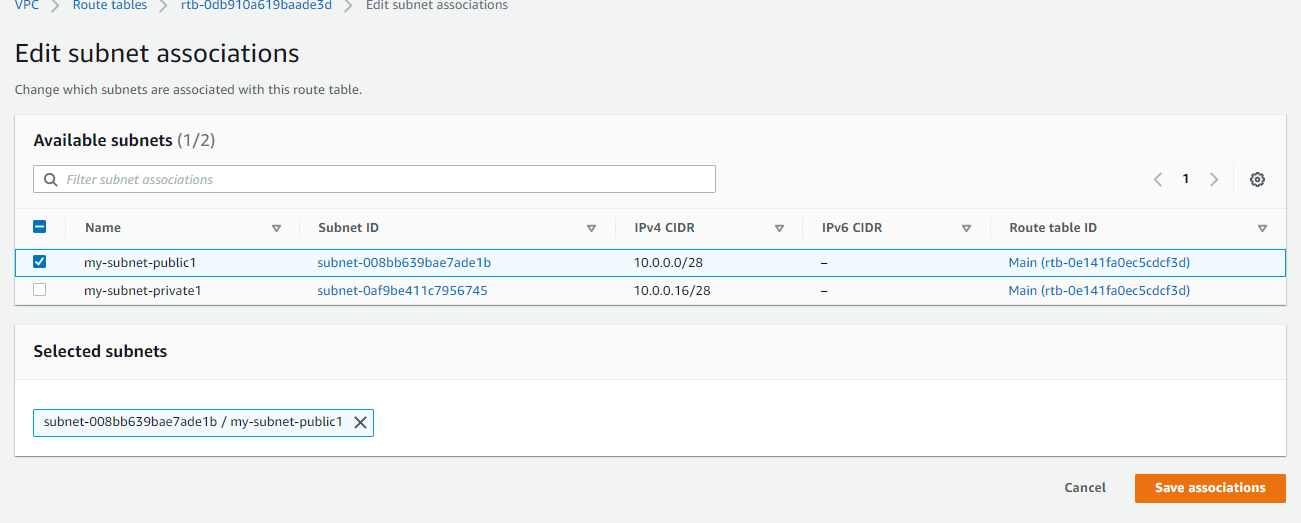 VPC > Route tables > rtb-0db910a619baade3d > Edit subnet associations
Edit subnet associations
Change which subnets are associated with this route table.
Available subnets (1/2)
Filter subnet associations
1
Name Subnet ID IPv4 CIDR IPv6 CIDR Route table ID
my-subnet-public1 subnet-008bb639bae7ade1b 10.0.0.0/28 – Main (rtb-0e141fa0ec5cdcf3d)
my-subnet-private1 subnet-0af9be411c7956745 10.0.0.16/28 – Main (rtb-0e141fa0ec5cdcf3d)
Selected subnets
subnet-008bb639bae7ade1b / my-subnet-public1
Cancel Save associations